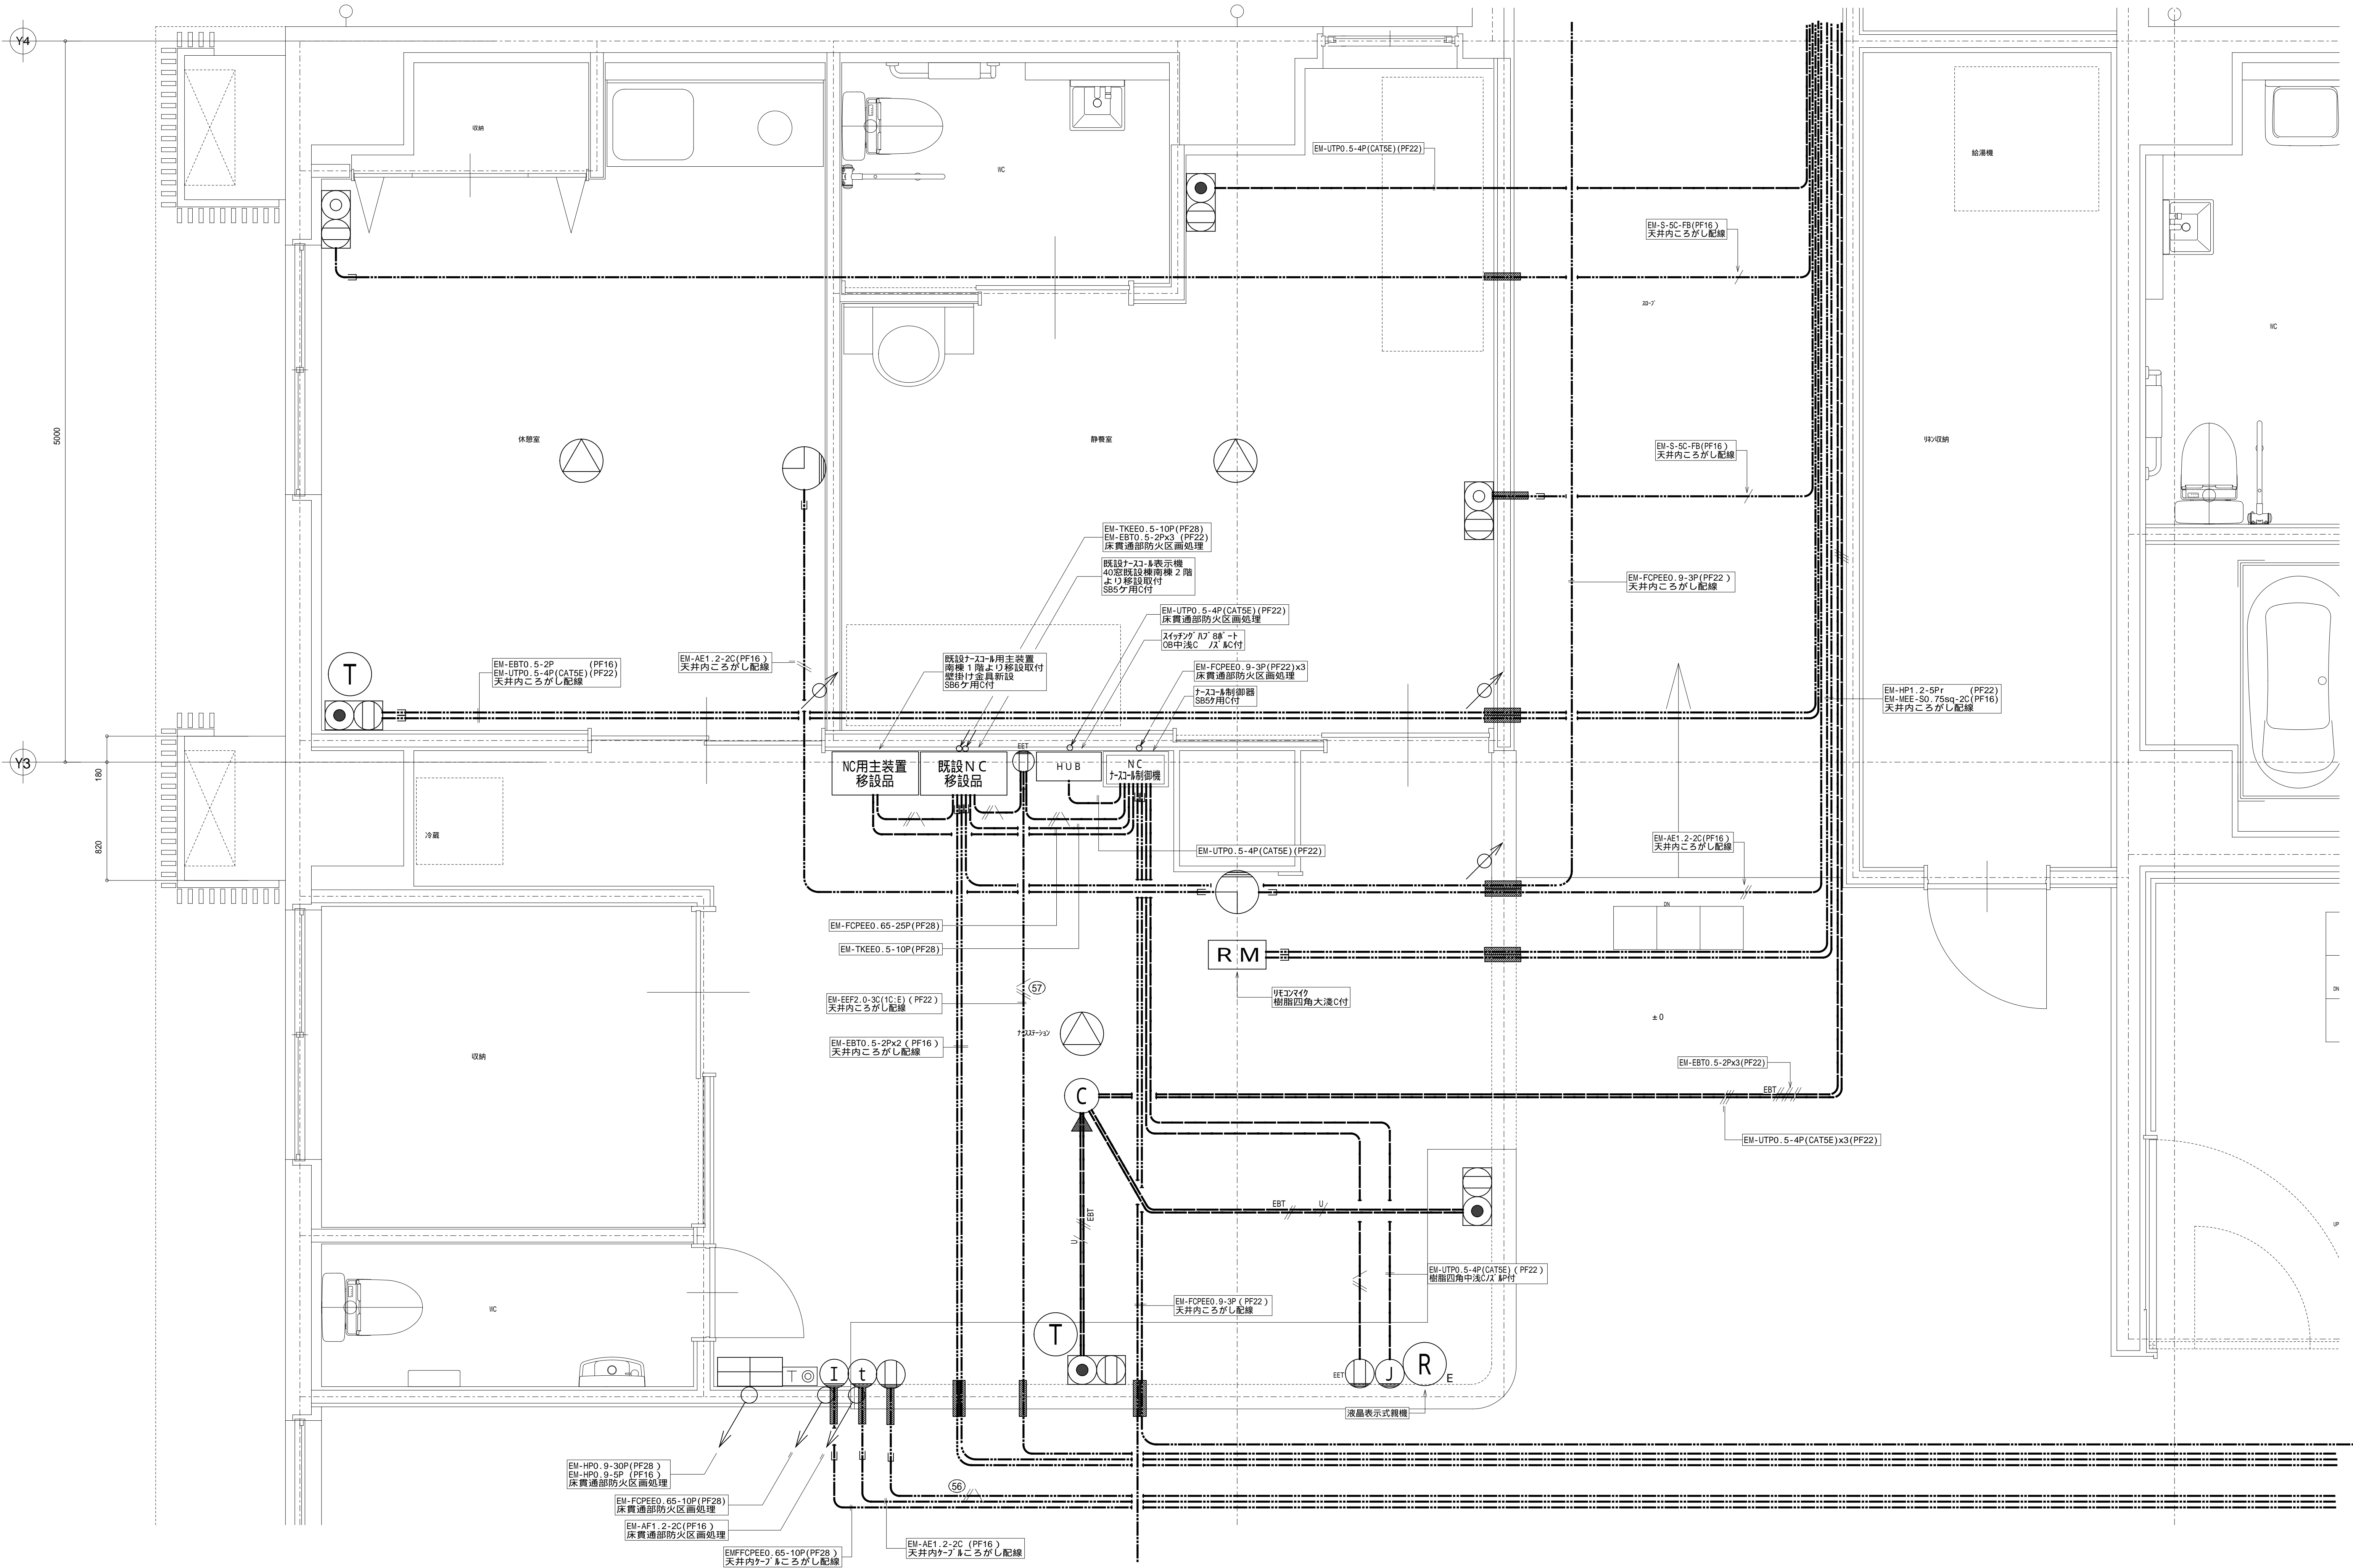 Y4
5000
Y3
180
820
収納
WC
EM-UTP0.5-4P(CAT5E)(PF22)
給湯機
EM-S-5C-FB(PF16)
天井内ころがし配線
スロープ
WC
休憩室
静養室
EM-S-5C-FB(PF16)
天井内ころがし配線
リネン収納
EM-TKEE0.5-10P(PF28)
EM-EBT0.5-2Px3 (PF22)
床貫通部防火区画処理
既設ナースコール表示機
40窓既設棟南棟2階
より移設取付
SB5ケ用C付
EM-FCPEE0.9-3P(PF22)
天井内ころがし配線
EM-UTP0.5-4P(CAT5E)(PF22)
床貫通部防火区画処理
スイッチングハブ 8ポート
OB中浅C ノズルC付
既設ナースコール用主装置
南棟1階より移設取付
壁掛け金具新設
SB6ケ用C付
EM-FCPEE0.9-3P(PF22)x3
床貫通部防火区画処理
ナースコール制御器
SB5ケ用C付
EM-AE1.2-2C(PF16)
天井内ころがし配線
T
EM-EBT0.5-2P (PF16)
EM-UTP0.5-4P(CAT5E)(PF22)
天井内ころがし配線
EM-HP1.2-5Pr (PF22)
EM-MEE-S0.75sq-2C(PF16)
天井内ころがし配線
NC用主装置
移設品
既設NC
移設品
EET
HUB
NC
ナースコール制御機
冷蔵
EM-UTP0.5-4P(CAT5E)(PF22)
EM-AE1.2-2C(PF16)
天井内ころがし配線
DN
EM-FCPEE0.65-25P(PF28)
EM-TKEE0.5-10P(PF28)
RM
リモコンマイク
樹脂四角大浅C付
DN
57
EM-EEF2.0-3C(1C:E)(PF22)
天井内ころがし配線
±0
ナースステーション
EM-EBT0.5-2Px2(PF16)
天井内ころがし配線
収納
EM-EBT0.5-2Px3(PF22)
C
EBT
EM-UTP0.5-4P(CAT5E)x3(PF22)
EBT
U
EBT
U
UP
EM-UTP0.5-4P(CAT5E)(PF22)
樹脂四角中浅CノズルP付
WC
EM-FCPEE0.9-3P(PF22)
天井内ころがし配線
T
T
I
t
EET
J
R
E
液晶表示式親機
EM-HP0.9-30P(PF28)
EM-HP0.9-5P (PF16)
床貫通部防火区画処理
56
EM-FCPEE0.65-10P(PF28)
床貫通部防火区画処理
EM-AF1.2-2C(PF16)
床貫通部防火区画処理
EMFFCPEE0.65-10P(PF28)
天井内ケーブルころがし配線
EM-AE1.2-2C (PF16)
天井内ケーブルころがし配線